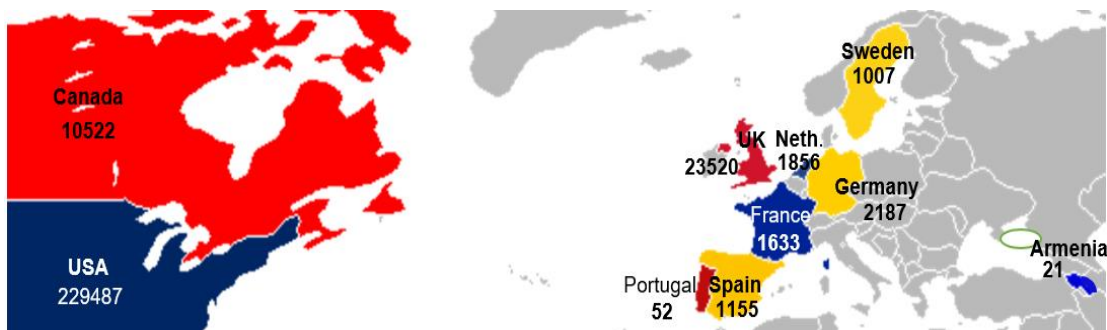 Canada
10522
USA
229487
Sweden
1007
UK
23520
Neth.
1856
Germany
2187
France
1633
Portugal
52
Spain
1155
Armenia
21